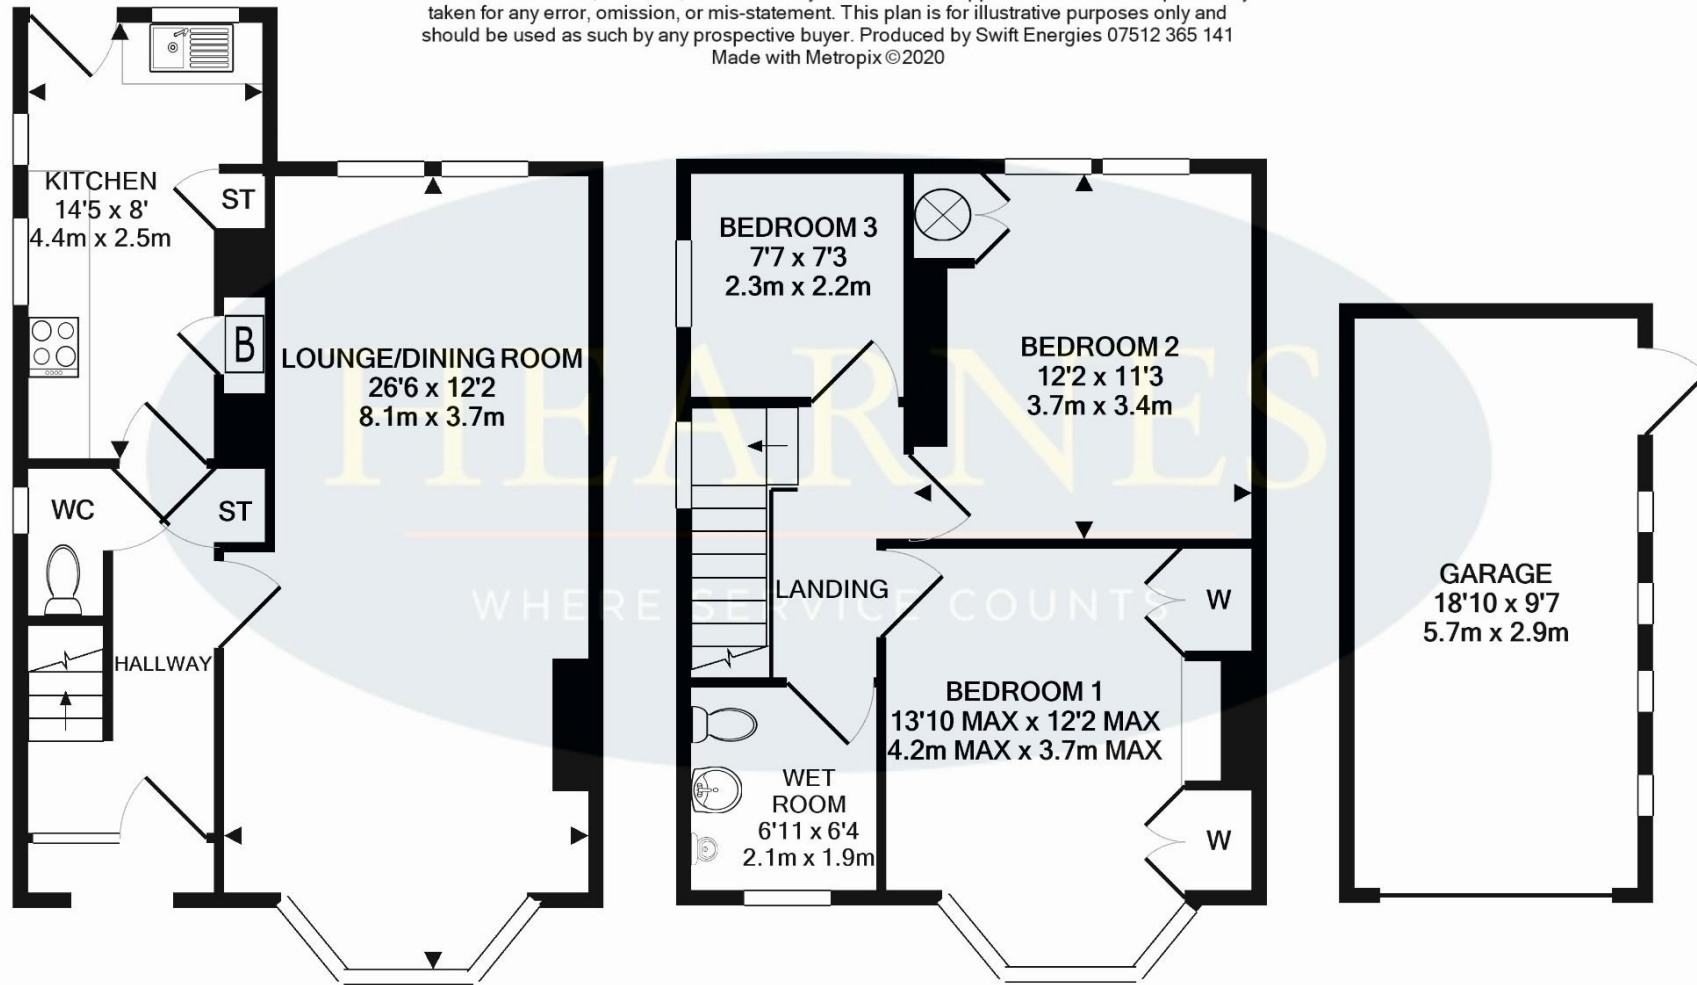 taken for any error, omission, or mis-statement. This plan is for illustrative purposes only and
should be used as such by any prospective buyer. Produced by Swift Energies 07512 365 141
Made with Metropix ©2020
KITCHEN
14'5 x 8'
4.4m x 2.5m
ST
B
LOUNGE/DINING ROOM
26'6 x 12'2
8.1m x 3.7m
WC
ST
HALLWAY
BEDROOM 3
7'7 x 7'3
2.3m x 2.2m
BEDROOM 2
12'2 x 11'3
3.7m x 3.4m
LANDING
W
BEDROOM 1
13'10 MAX x 12'2 MAX
4.2m MAX x 3.7m MAX
WET
ROOM
6'11 x 6'4
2.1m x 1.9m
W
GARAGE
18'10 x 9'7
5.7m x 2.9m
HEARNES
WHERE SERVICE COUNTS